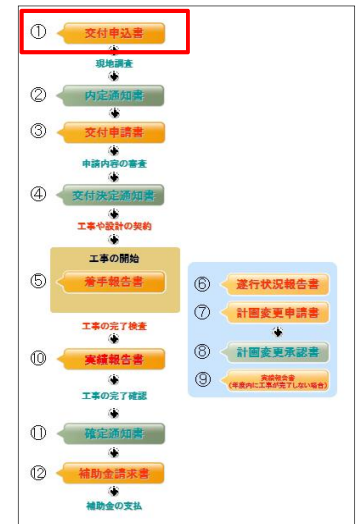 ① 交付申込書
現地調査
② 内定通知書
③ 交付申請書
申請内容の審査
④ 交付決定通知書
工事や設計の契約
工事の開始
⑤ 着手報告書
⑥ 遂行状況報告書
⑦ 計画変更申請書
⑧ 計画変更承認書
⑨ 実績報告書
(年度内に工事が完了しない場合)
工事の完了検査
⑩ 実績報告書
工事の完了確認
⑪ 確定通知書
⑫ 補助金請求書
補助金の支払